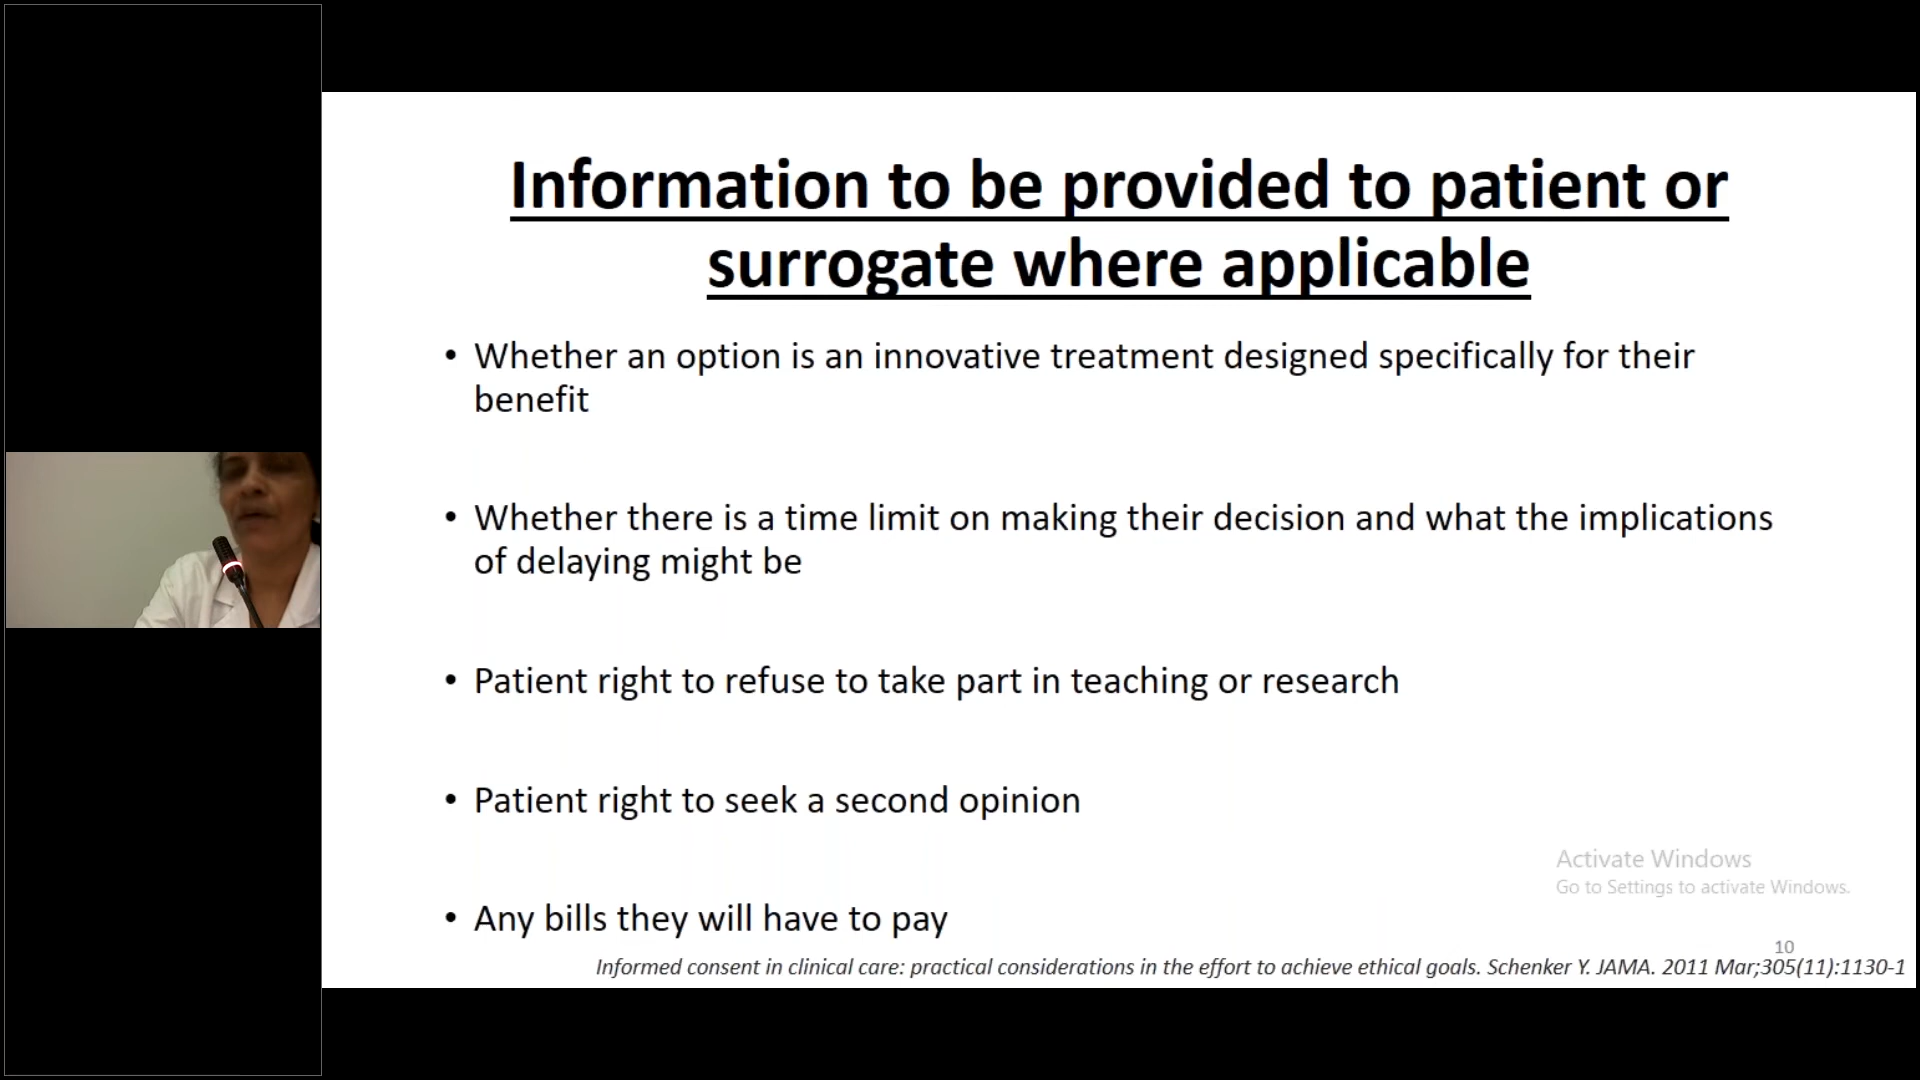 Information to be provided to patient or
surrogate where applicable
• Whether an option is an innovative treatment designed specifically for their
benefit
• Whether there is a time limit on making their decision and what the implications
of delaying might be
• Patient right to refuse to take part in teaching or research
• Patient right to seek a second opinion
Activate Windows
Go to Settings to activate Windows.
• Any bills they will have to pay
10
Informed consent in clinical care: practical considerations in the effort to achieve ethical goals. Schenker Y. JAMA. 2011 Mar;305(11):1130-1